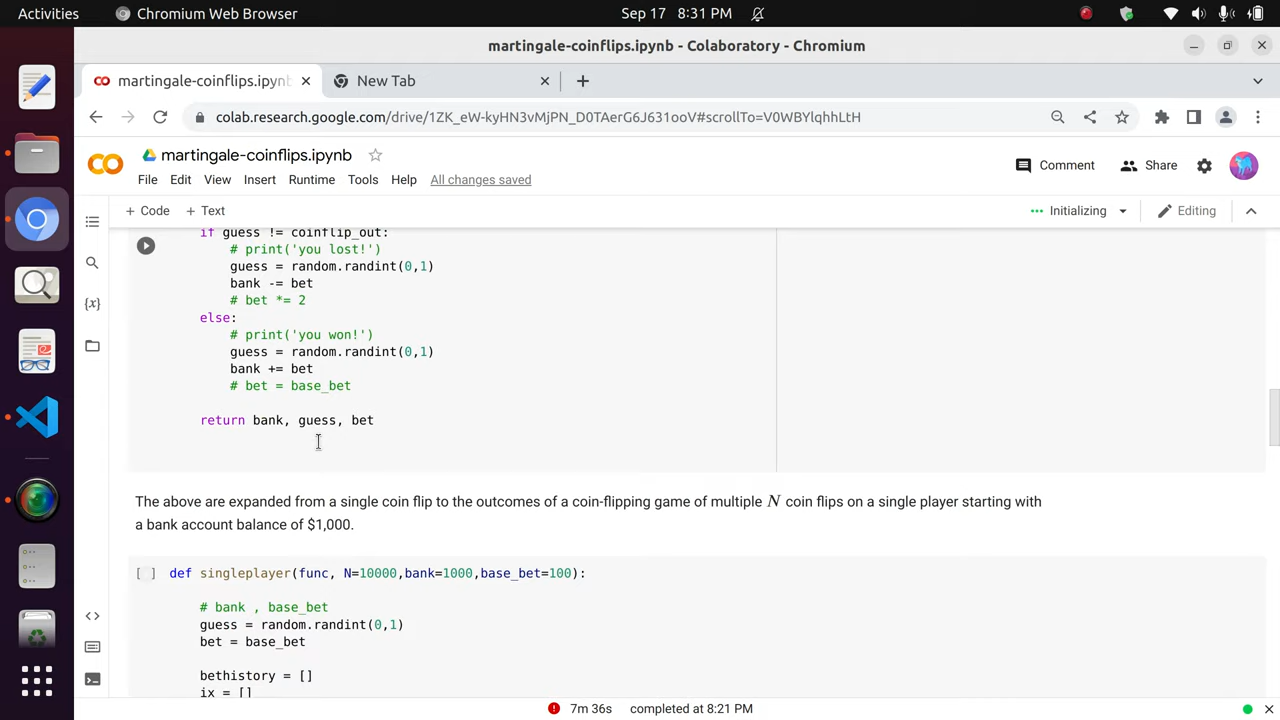 Activities
Chromium Web Browser
Sep 17 8:31 PM
martingale-coinflips.ipynb - Colaboratory - Chromium
martingale-coinflips.ipynb
New Tab
colab.research.google.com/drive/1ZK_eW-kyHN3vMjPN_D0TAerG6J631ooV#scrollTo=V0WBYlqhhLtH
martingale-coinflips.ipynb
Comment
Share
File Edit View Insert Runtime Tools Help All changes saved
+ Code + Text
Initializing
Editing
if guess != coinflip_out:
# print('you lost!')
guess = random.randint(0,1)
bank -= bet
# bet *= 2
else:
# print('you won!')
guess = random.randint(0,1)
bank += bet
# bet = base_bet
return bank, guess, bet
The above are expanded from a single coin flip to the outcomes of a coin-flipping game of multiple N coin flips on a single player starting with
a bank account balance of $1,000.
[ ] def singleplayer(func, N=10000,bank=1000,base_bet=100):
# bank , base_bet
guess = random.randint(0,1)
bet = base_bet
bethistory = []
ix = []
7m 36s completed at 8:21 PM